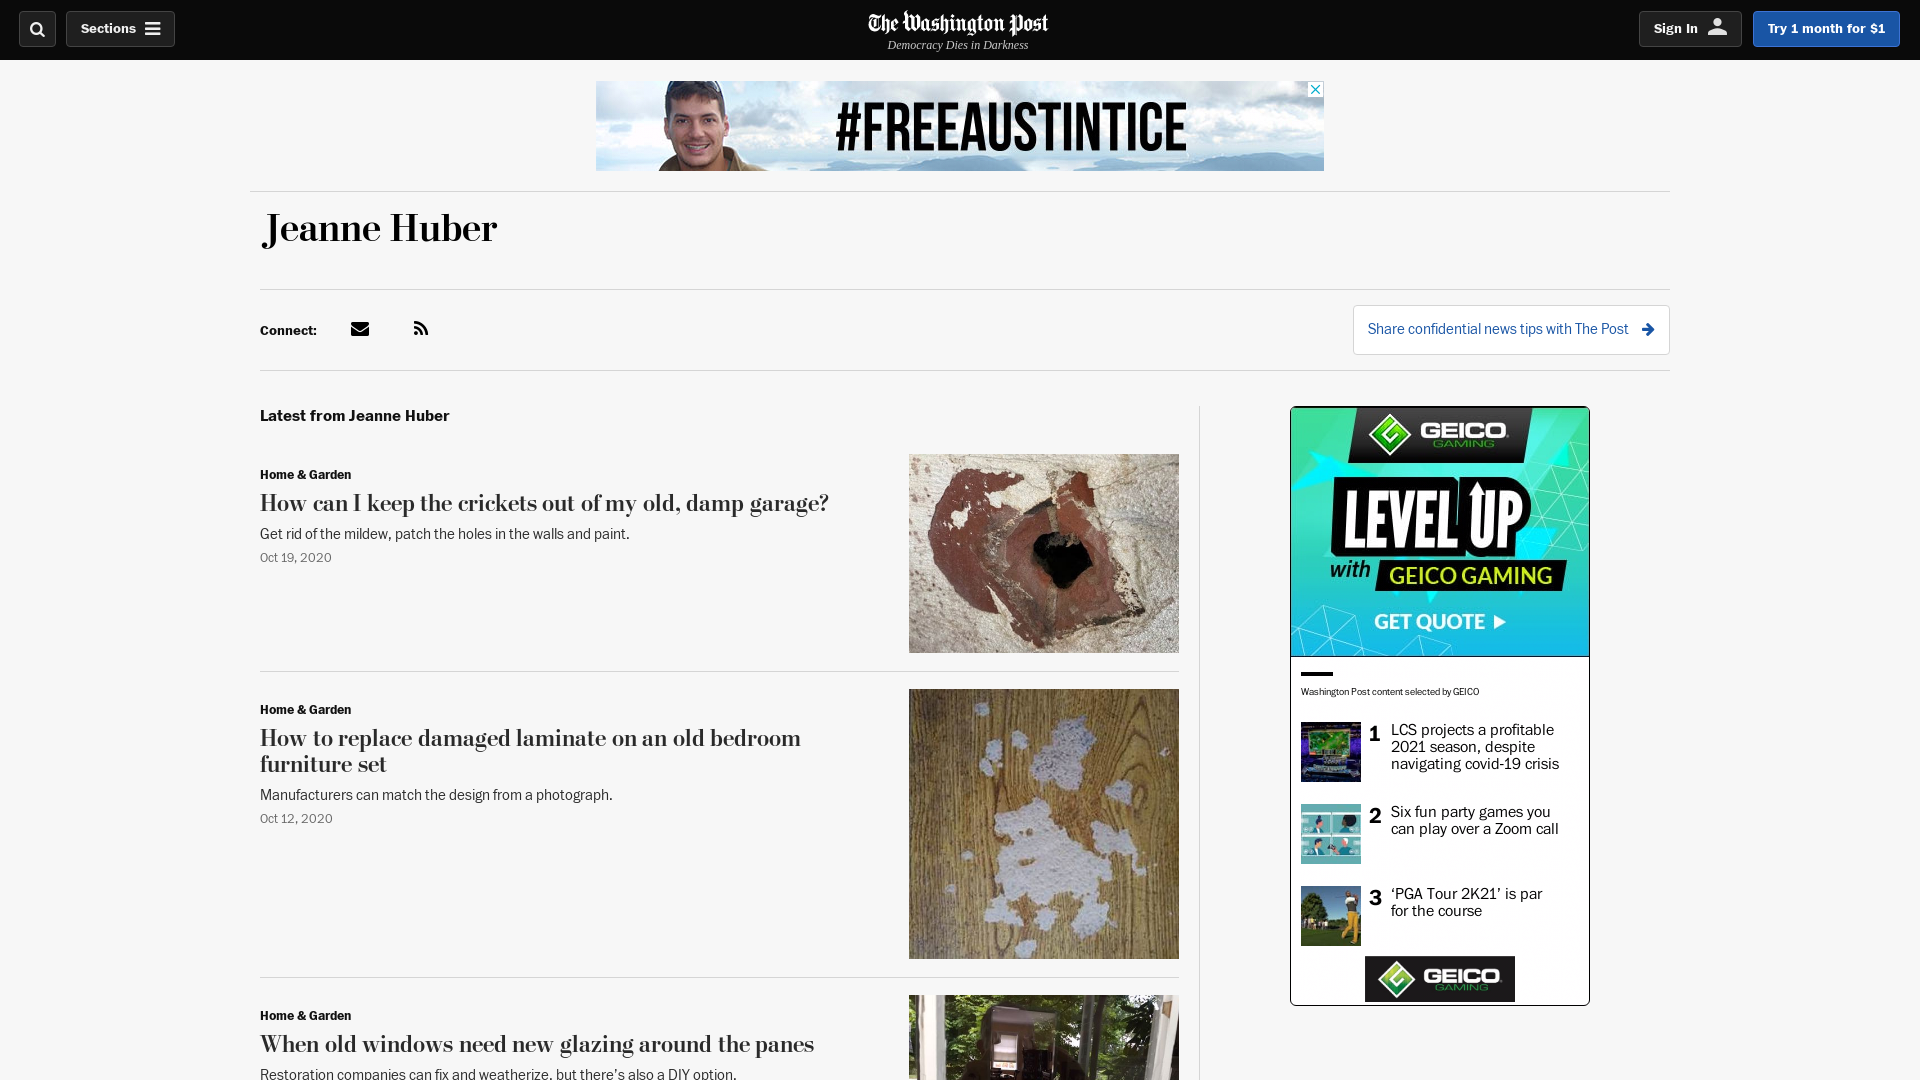 Sections
The Washington Post
Democracy Dies in Darkness
Sign In
Try 1 month for $1
#FREEAUSTINTICE
Jeanne Huber
Connect:
Share confidential news tips with The Post
Latest from Jeanne Huber
Home & Garden
How can I keep the crickets out of my old, damp garage?
Get rid of the mildew, patch the holes in the walls and paint.
Oct 19, 2020
Home & Garden
How to replace damaged laminate on an old bedroom
furniture set
Manufacturers can match the design from a photograph.
Oct 12, 2020
Home & Garden
When old windows need new glazing around the panes
Restoration companies can fix and weatherize, but there's also a DIY option.
GEICO
GAMING
LEVEL UP
with GEICO GAMING
GET QUOTE
Washington Post content selected by GEICO
1 LCS projects a profitable
2021 season, despite
navigating covid-19 crisis
2 Six fun party games you
can play over a Zoom call
3 ‘PGA Tour 2K21’ is par
for the course
GEICO
GAMING